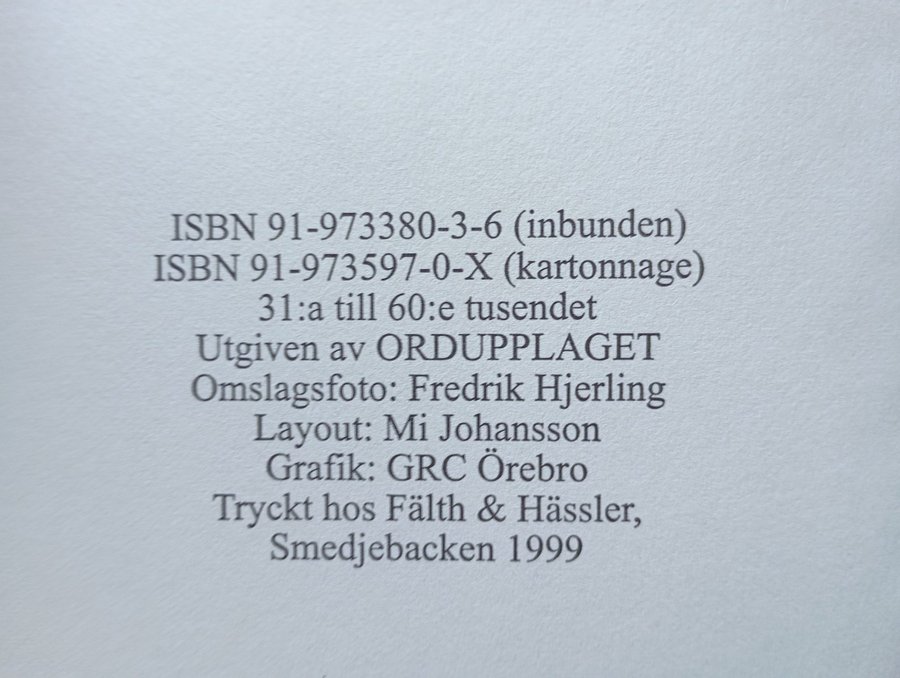 ISBN 91-973380-3-6 (inbunden)
ISBN 91-973597-0-X (kartonnage)
31:a till 60:e tusendet
Utgiven av ORDUPPLAGET
Omslagsfoto: Fredrik Hjerling
Layout: Mi Johansson
Grafik: GRC Örebro
Tryckt hos Fälth & Hässler,
Smedjebacken 1999